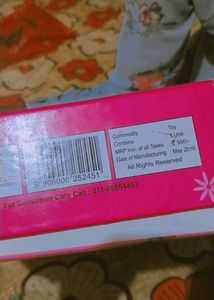 Commodity : Toy
Contains : 1 Unit
MRP Incl. of all Taxes : ₹ 550/-
Date of Manufacturing : May 2016
All Rights Reserved
8 906000 252451
For Consumer Care Call : 011-65554492